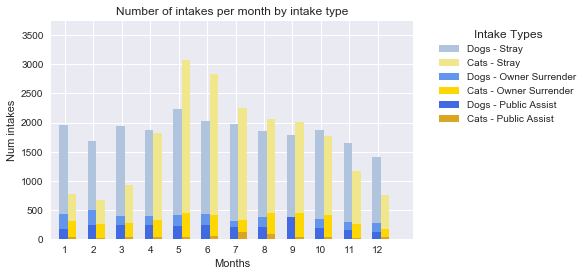 Number of intakes per month by intake type
Intake Types
Dogs - Stray
Cats - Stray
Dogs - Owner Surrender
Cats - Owner Surrender
Dogs - Public Assist
Cats - Public Assist
Num intakes
3500
3000
2500
2000
1500
1000
500
0
1 2 3 4 5 6 7 8 9 10 11 12
Months